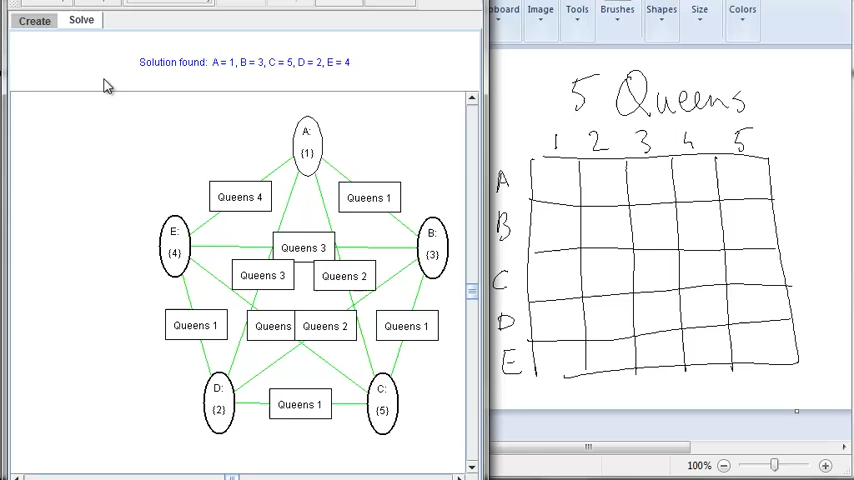 Create Solve
Solution found: A = 1, B = 3, C = 5, D = 2, E = 4
A:
{1}
Queens 4
Queens 1
E:
{4}
Queens 3
B:
{3}
Queens 3
Queens 2
Queens 1
Queens
Queens 2
Queens 1
D:
{2}
Queens 1
C:
{5}
pboard Image Tools Brushes Shapes Size Colors
5 Queens
1 2 3 4 5
A
B
C
D
E
100%